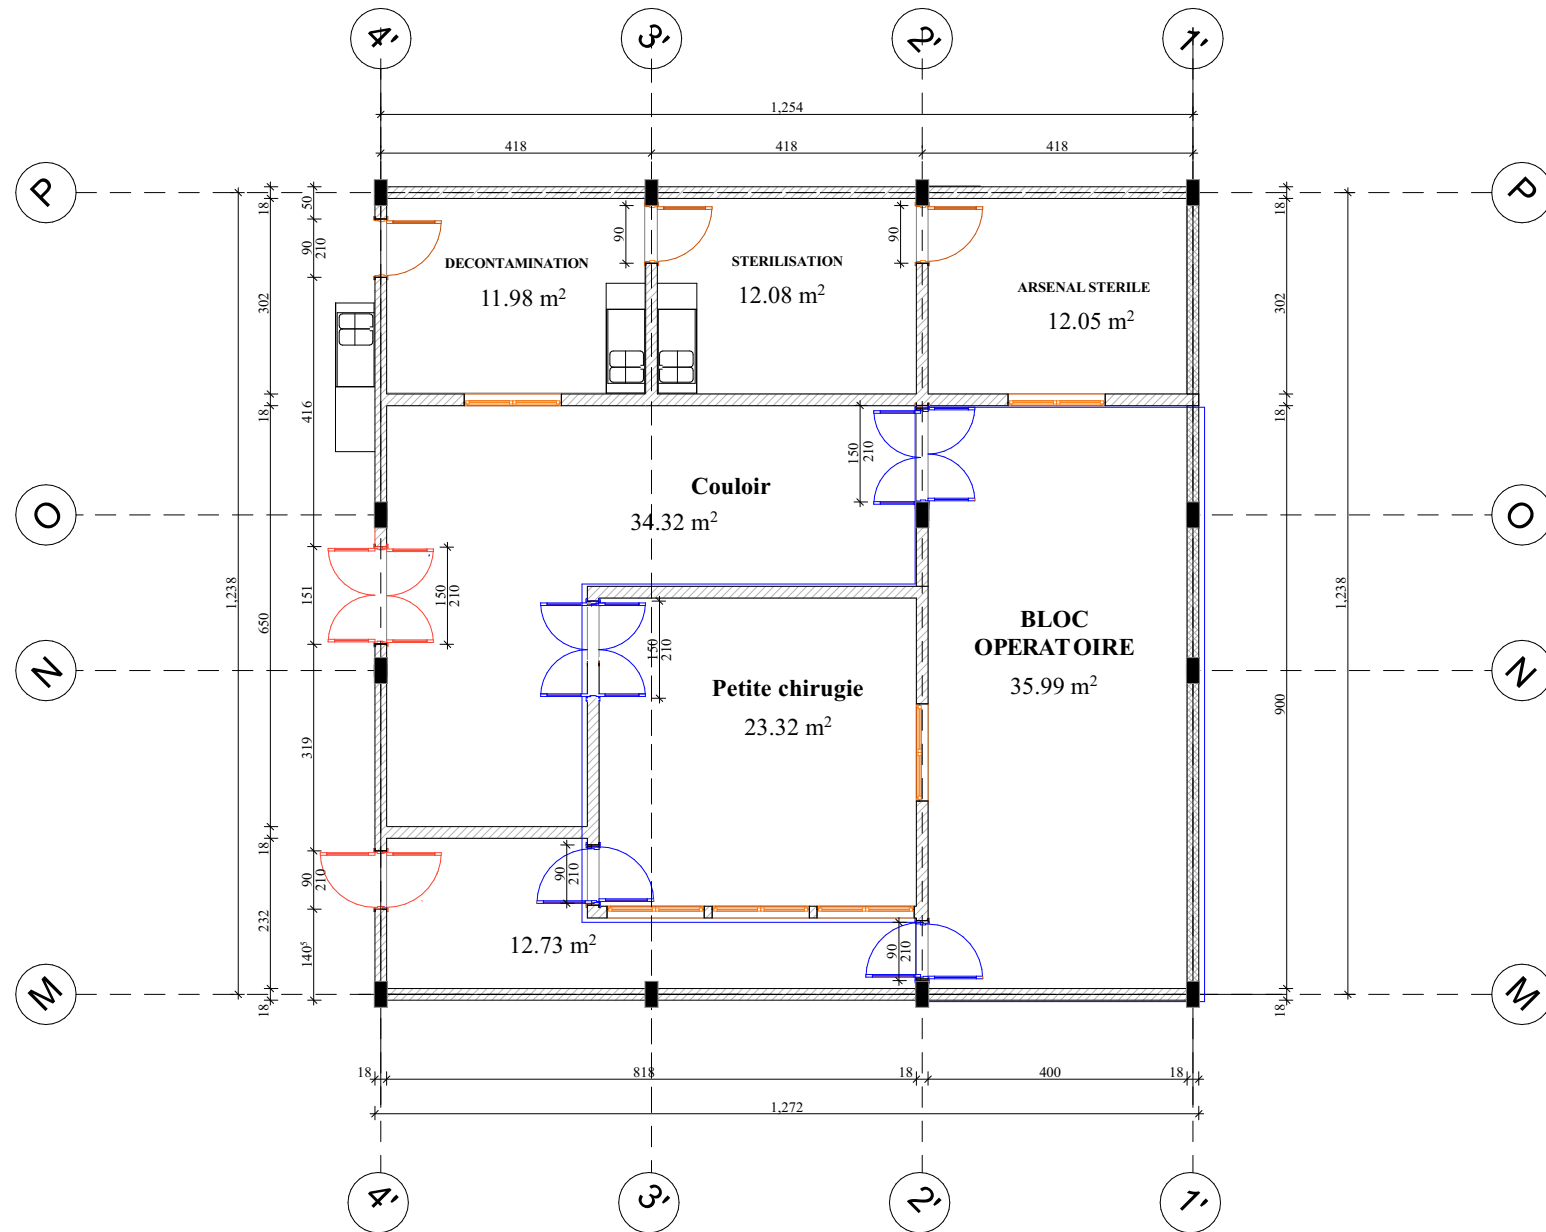 4' 3' 2' 1'
1,254
418 418 418
P P
18 50 18
90
210
90
90
DECONTAMINATION
11.98 m²
STERILISATION
12.08 m²
ARSENAL STERILE
12.05 m²
302 302
18 416 18
150
210
Couloir
34.32 m²
O O
1,238 650 151
150
210
150
210
1,238
BLOC
OPERATOIRE
35.99 m²
N N
Petite chirugie
23.32 m²
319 900
18
90
210
90
210
232 140⁵
12.73 m²
90
210
M M
18 18
18 818 18 400 18
1,272
4' 3' 2' 1'